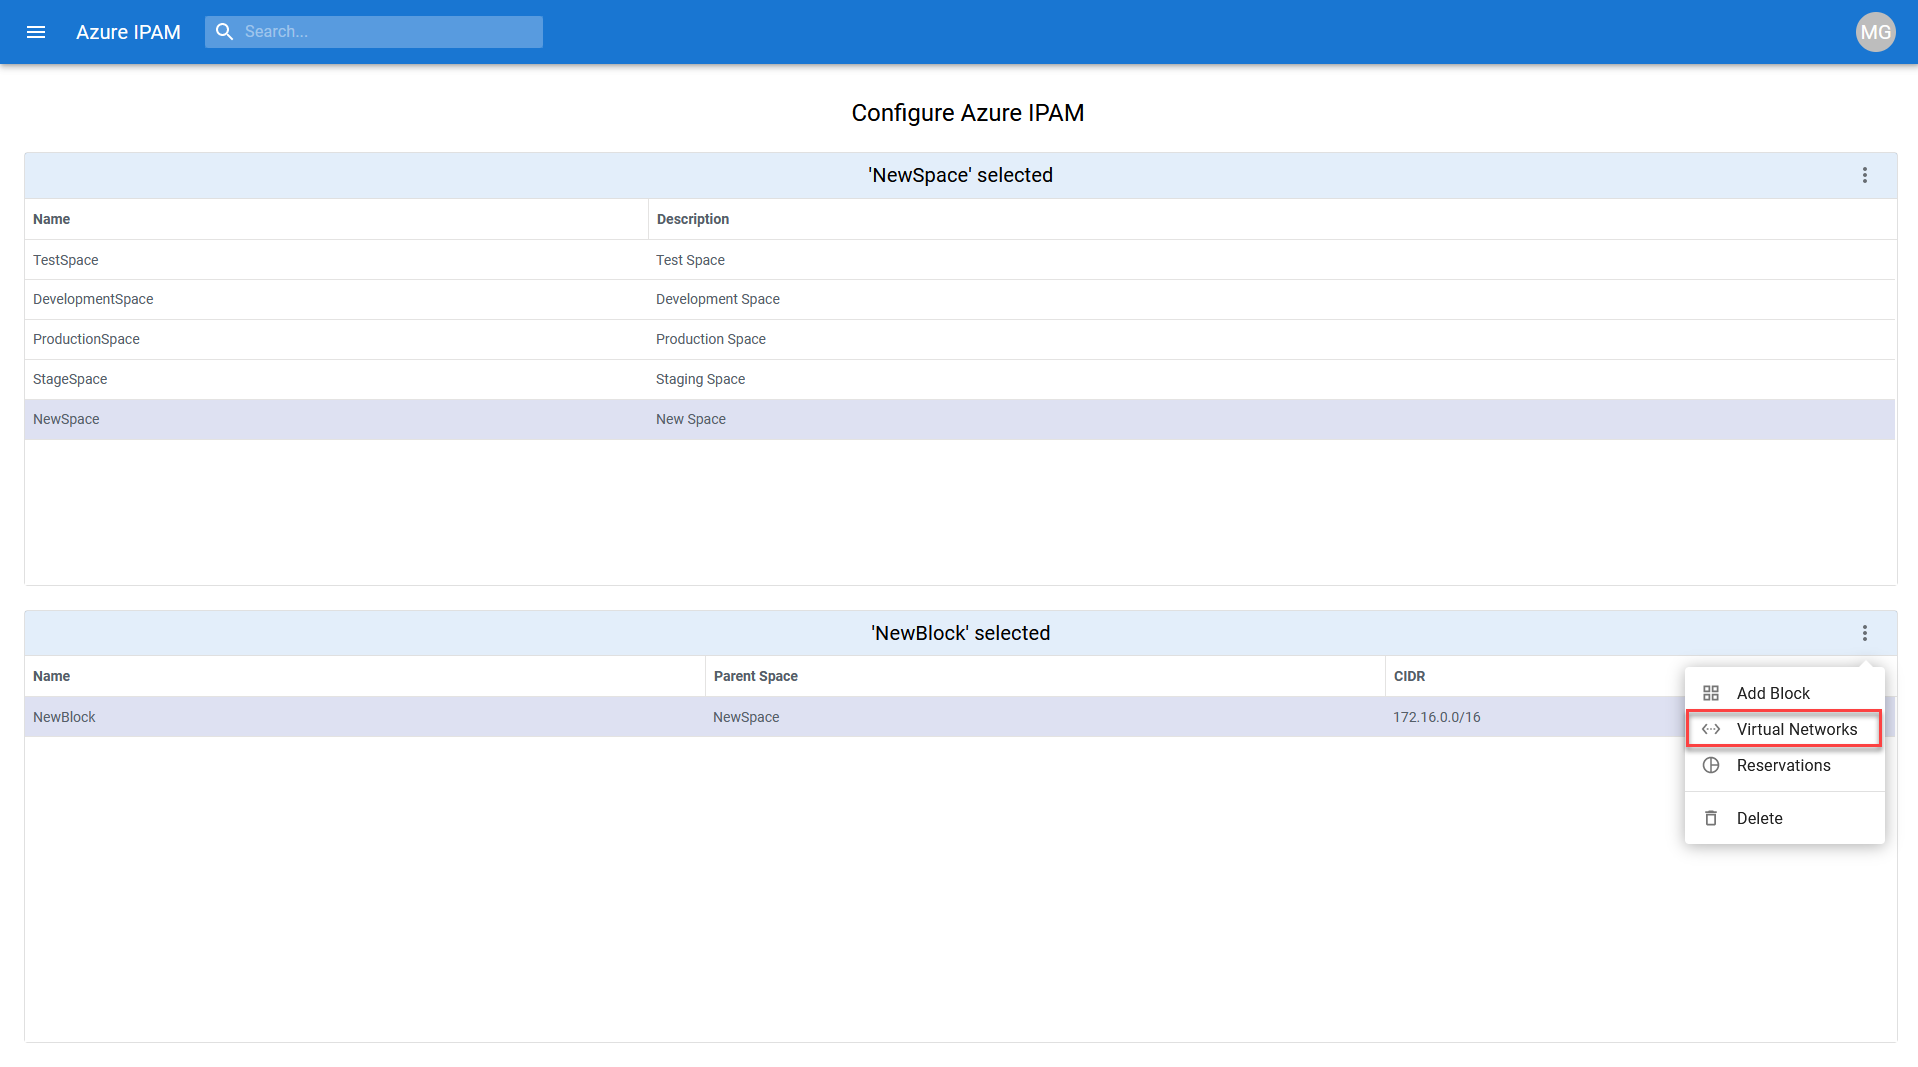 Azure IPAM
Search...
MG
Configure Azure IPAM
'NewSpace' selected
Name Description
TestSpace Test Space
DevelopmentSpace Development Space
ProductionSpace Production Space
StageSpace Staging Space
NewSpace New Space
'NewBlock' selected
Name Parent Space CIDR
NewBlock NewSpace 172.16.0.0/16
Add Block
Virtual Networks
Reservations
Delete